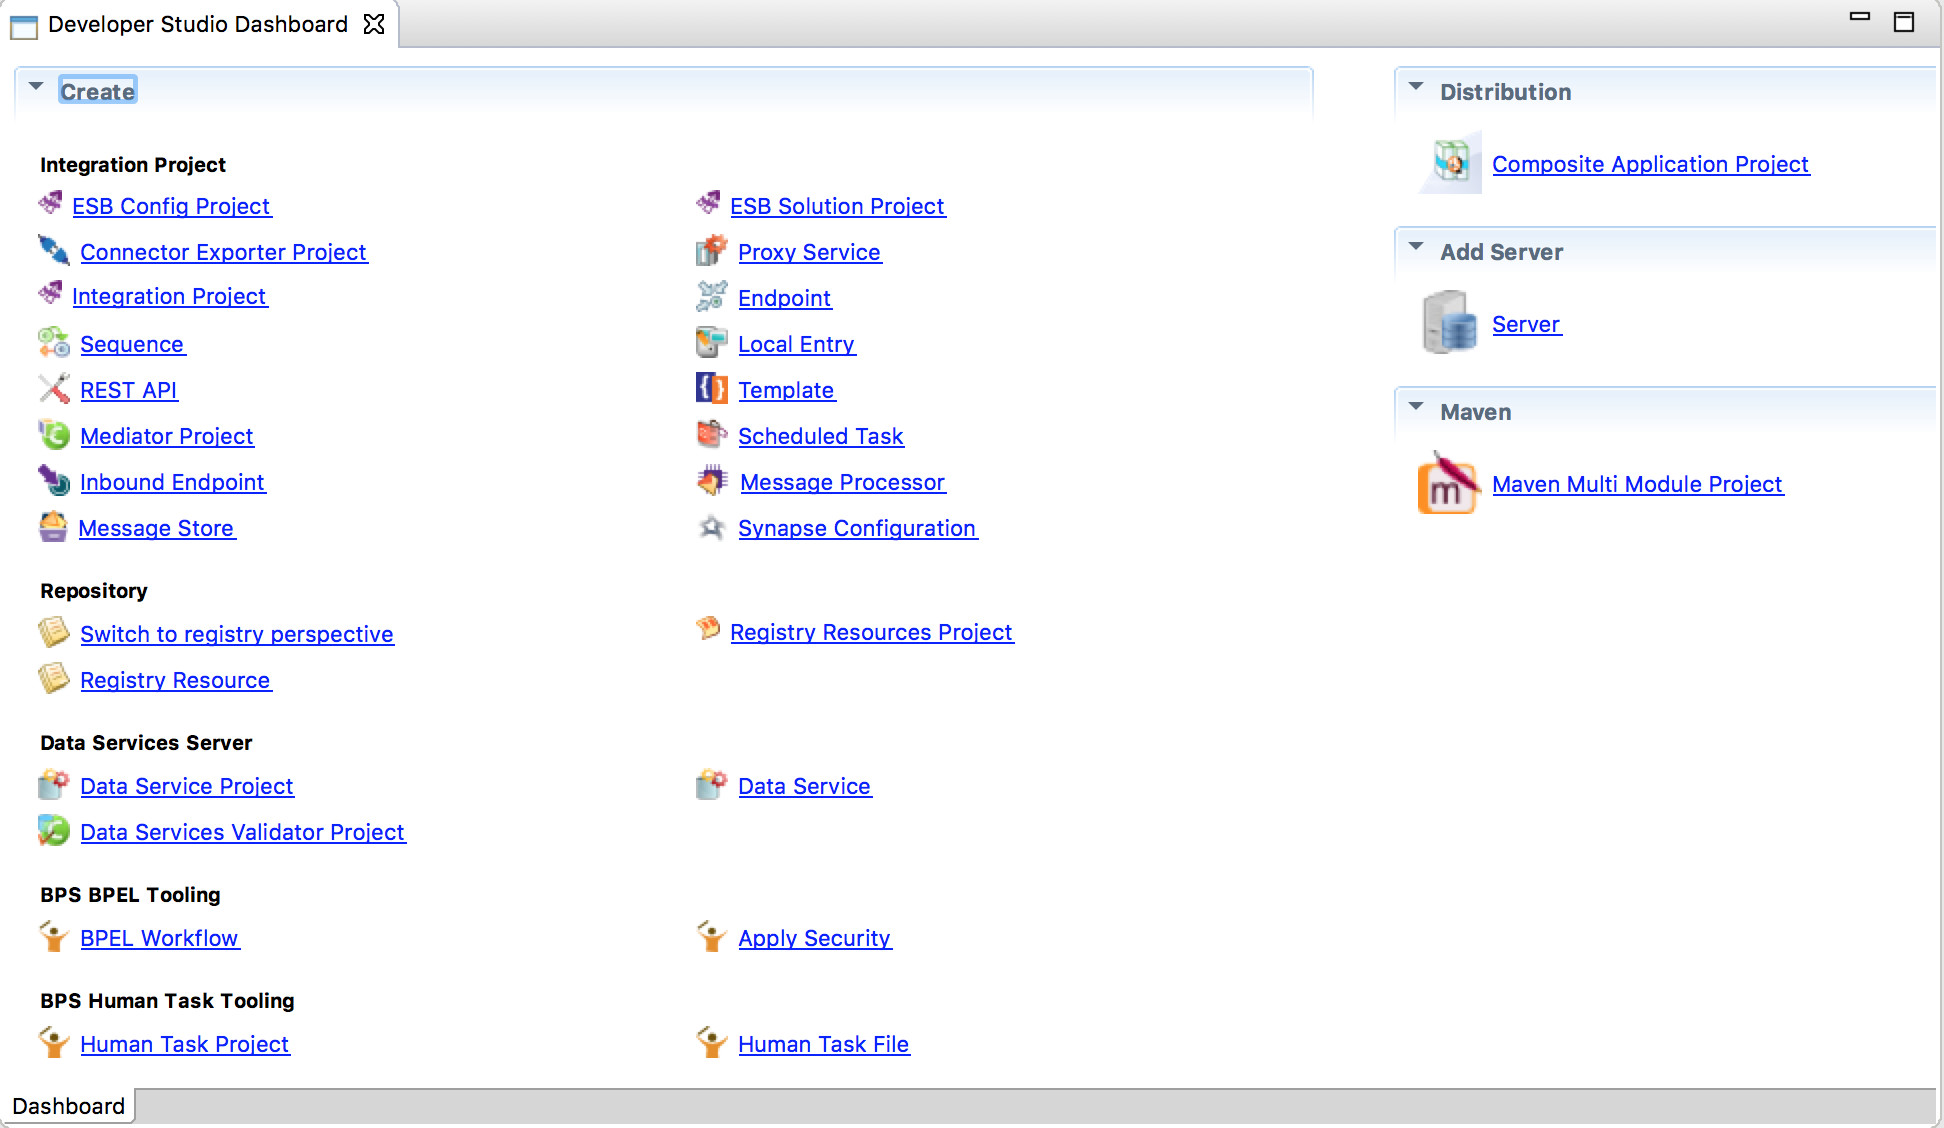 Developer Studio Dashboard
Create
Integration Project
ESB Config Project
ESB Solution Project
Connector Exporter Project
Proxy Service
Integration Project
Endpoint
Sequence
Local Entry
REST API
Template
Mediator Project
Scheduled Task
Inbound Endpoint
Message Processor
Message Store
Synapse Configuration
Repository
Switch to registry perspective
Registry Resources Project
Registry Resource
Data Services Server
Data Service Project
Data Service
Data Services Validator Project
BPS BPEL Tooling
BPEL Workflow
Apply Security
BPS Human Task Tooling
Human Task Project
Human Task File
Distribution
Composite Application Project
Add Server
Server
Maven
m
Maven Multi Module Project
Dashboard